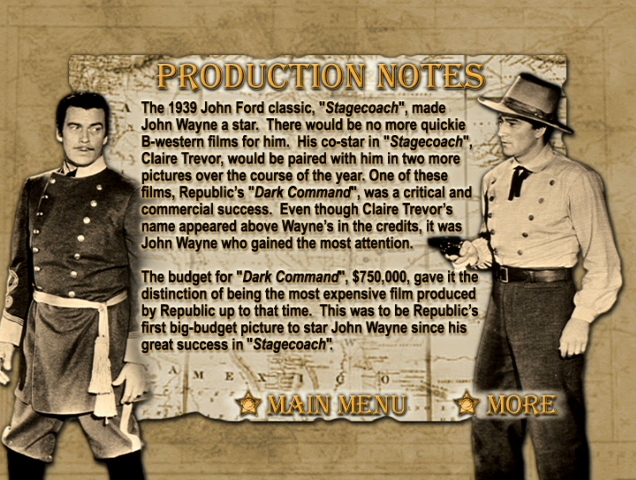 PRODUCTION NOTES
The 1939 John Ford classic, "Stagecoach", made
John Wayne a star. There would be no more quickie
B-western films for him. His co-star in "Stagecoach",
Claire Trevor, would be paired with him in two more
pictures over the course of the year. One of these
films, Republic's "Dark Command", was a critical and
commercial success. Even though Claire Trevor's
name appeared above Wayne's in the credits, it was
John Wayne who gained the most attention.
The budget for "Dark Command", $750,000, gave it the
distinction of being the most expensive film produced
by Republic up to that time. This was to be Republic's
first big-budget picture to star John Wayne since his
great success in "Stagecoach".
MEXICO
MAIN MENU
MORE